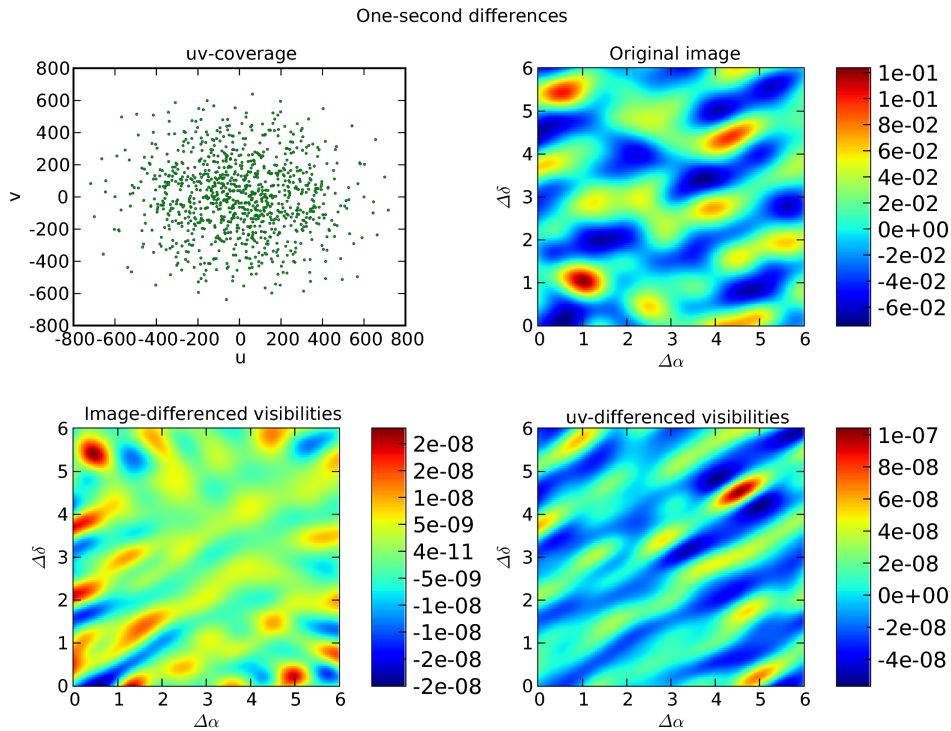 One-second differences
uv-coverage
800
600
400
200
0
-200
-400
-600
-800
-800-600-400-200 0 200 400 600 800
v
u
Original image
6
5
4
3
2
1
0
0 1 2 3 4 5 6
Δδ
Δα
1e-01
1e-01
8e-02
6e-02
4e-02
2e-02
0e+00
-2e-02
-4e-02
-6e-02
Image-differenced visibilities
6
5
4
3
2
1
0
0 1 2 3 4 5 6
Δδ
Δα
2e-08
2e-08
1e-08
5e-09
4e-11
-5e-09
-1e-08
-1e-08
-2e-08
-2e-08
uv-differenced visibilities
6
5
4
3
2
1
0
0 1 2 3 4 5 6
Δδ
Δα
1e-07
8e-08
6e-08
4e-08
2e-08
0e+00
-2e-08
-4e-08